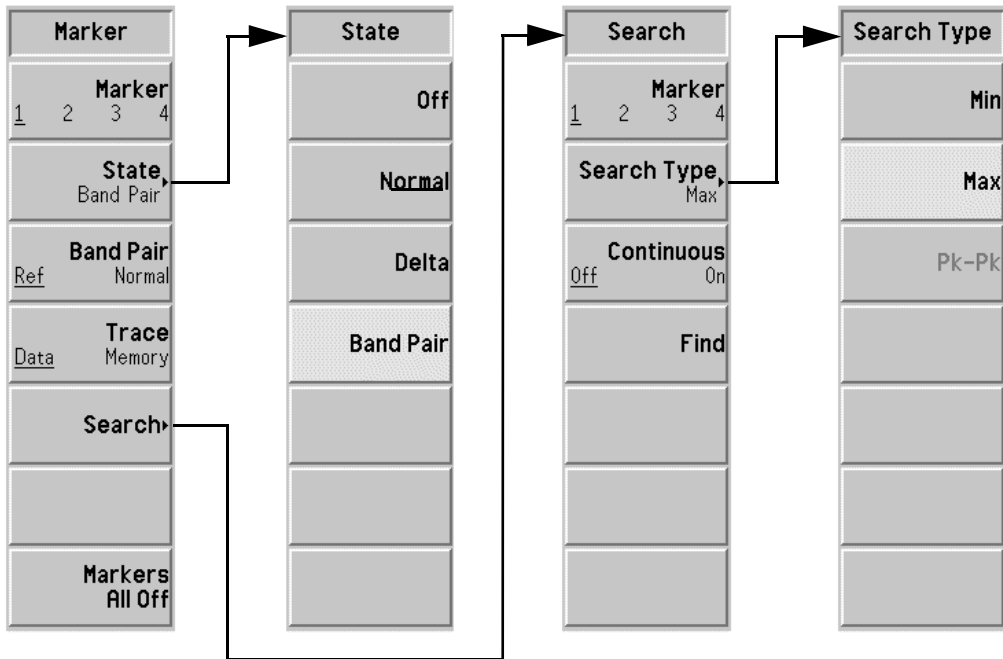 Marker
Marker
1 2 3 4
State
Band Pair
Band Pair
Ref Normal
Trace
Data Memory
Search
Markers
All Off
State
Off
Normal
Delta
Band Pair
Search
Marker
1 2 3 4
Search Type
Max
Continuous
Off On
Find
Search Type
Min
Max
Pk-Pk